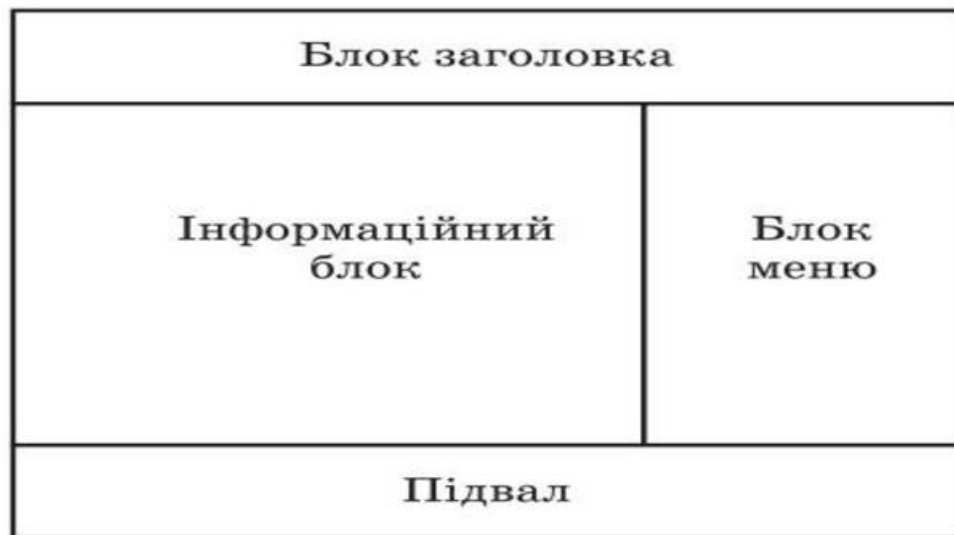 Блок заголовка
Інформаційний
блок
Блок
меню
Підвал